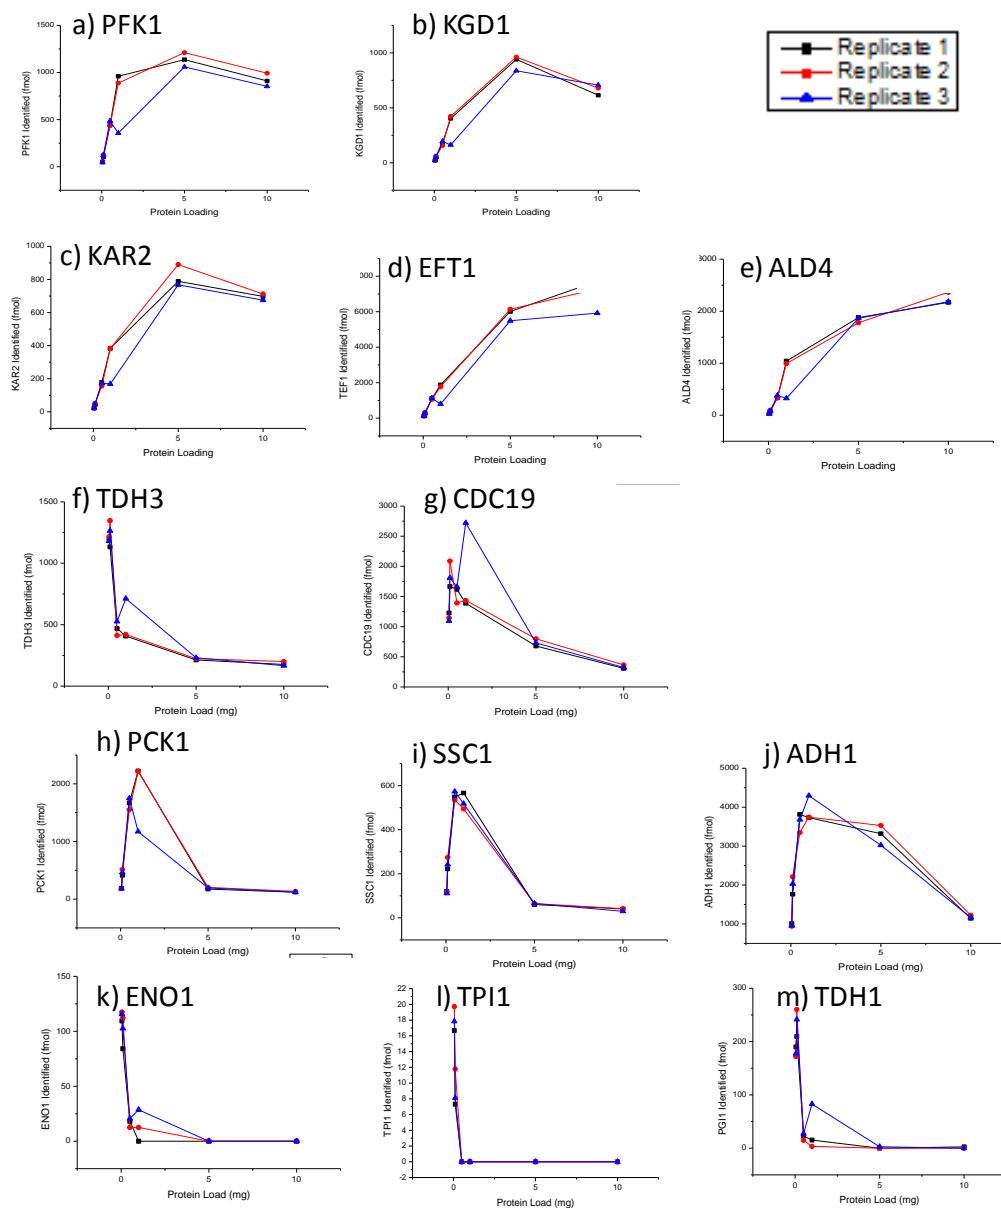 a) PFK1
1500
1000
500
0
0
5
10
PFK1 Identified (fmol)
Protein Loading
b) KGD1
1000
500
0
0
5
10
KGD1 Identified (fmol)
Protein Loading
Replicate 1
Replicate 2
Replicate 3
c) KAR2
1000
800
600
400
200
0
0
5
10
KAR2 Identified (fmol)
Protein Loading
d) EFT1
6000
4000
2000
0
0
5
10
TEF1 Identified (fmol)
Protein Loading
e) ALD4
3000
2000
1000
0
0
5
10
ALD4 Identified (fmol)
Protein Loading
f) TDH3
1500
1000
500
0
0
5
10
TDH3 Identified (fmol)
Protein Load (mg)
g) CDC19
3000
2500
2000
1500
1000
500
0
0
5
10
CDC19 Identified (fmol)
Protein Load (mg)
h) PCK1
2000
1000
0
0
5
10
PCK1 Identified (fmol)
Protein Load (mg)
i) SSC1
600
400
200
0
0
5
10
SSC1 Identified (fmol)
Protein Load (mg)
j) ADH1
5000
4000
3000
2000
1000
0
5
10
ADH1 Identified (fmol)
Protein Load (mg)
k) ENO1
150
100
50
0
0
5
10
ENO1 Identified (fmol)
Protein Load (mg)
l) TPI1
22
20
18
16
14
12
10
8
6
4
2
0
-2
0
5
10
TPI1 Identified (fmol)
Protein Load (mg)
m) TDH1
300
200
100
0
0
5
10
PGI1 Identified (fmol)
Protein Load (mg)